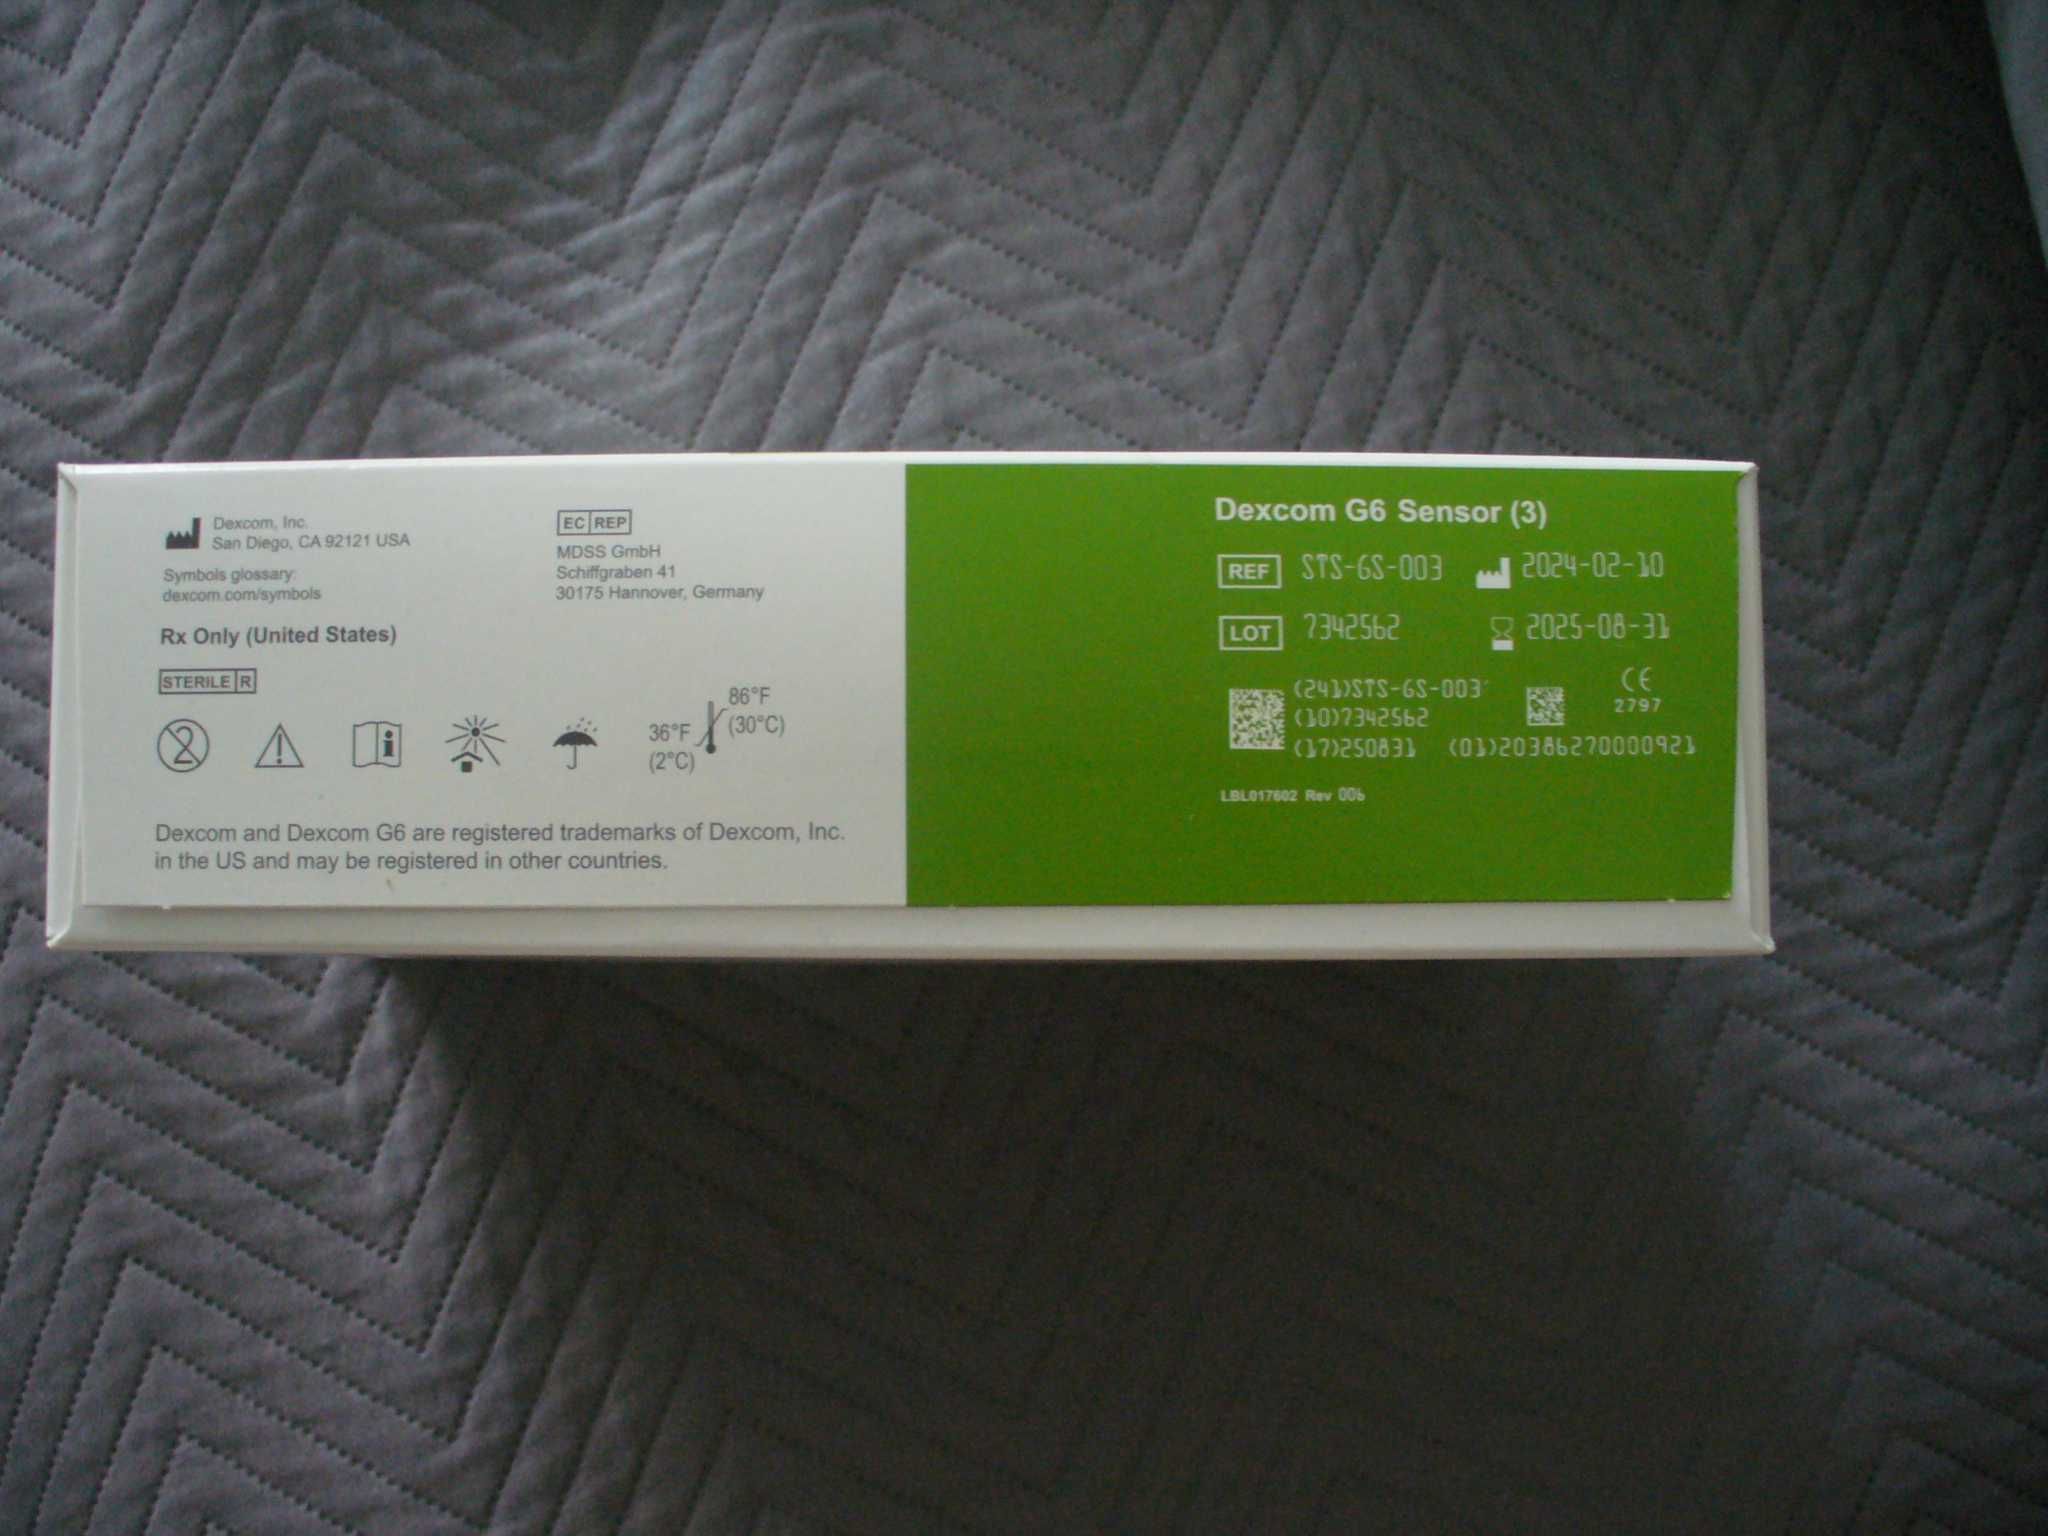 Dexcom, Inc.
San Diego, CA 92121 USA
Symbols glossary:
dexcom.com/symbols
Rx Only (United States)
STERILE R
EC REP
MDSS GmbH
Schiffgraben 41
30175 Hannover, Germany
36°F
(2°C)
86°F
(30°C)
Dexcom and Dexcom G6 are registered trademarks of Dexcom, Inc.
in the US and may be registered in other countries.
Dexcom G6 Sensor (3)
REF STS-6S-003 2024-02-10
LOT 7342562 2025-08-31
(241)STS-6S-003
(10)7342562
(17)250831
CE
2797
(01)20386270000921
LBL017602 Rev 006